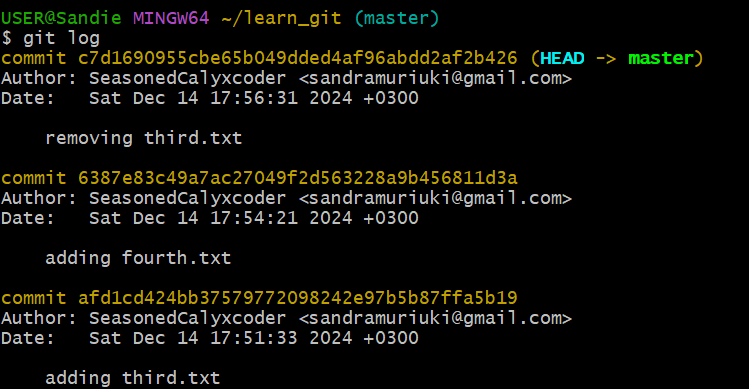 USER@Sandie MINGW64 ~/learn_git (master)
$ git log
commit c7d1690955cbe65b049dded4af96abdd2af2b426 (HEAD -> master)
Author: SeasonedCalyxcoder <sandramuriuki@gmail.com>
Date:   Sat Dec 14 17:56:31 2024 +0300
    removing third.txt
commit 6387e83c49a7ac27049f2d563228a9b456811d3a
Author: SeasonedCalyxcoder <sandramuriuki@gmail.com>
Date:   Sat Dec 14 17:54:21 2024 +0300
    adding fourth.txt
commit afd1cd424bb37579772098242e97b5b87ffa5b19
Author: SeasonedCalyxcoder <sandramuriuki@gmail.com>
Date:   Sat Dec 14 17:51:33 2024 +0300
    adding third.txt